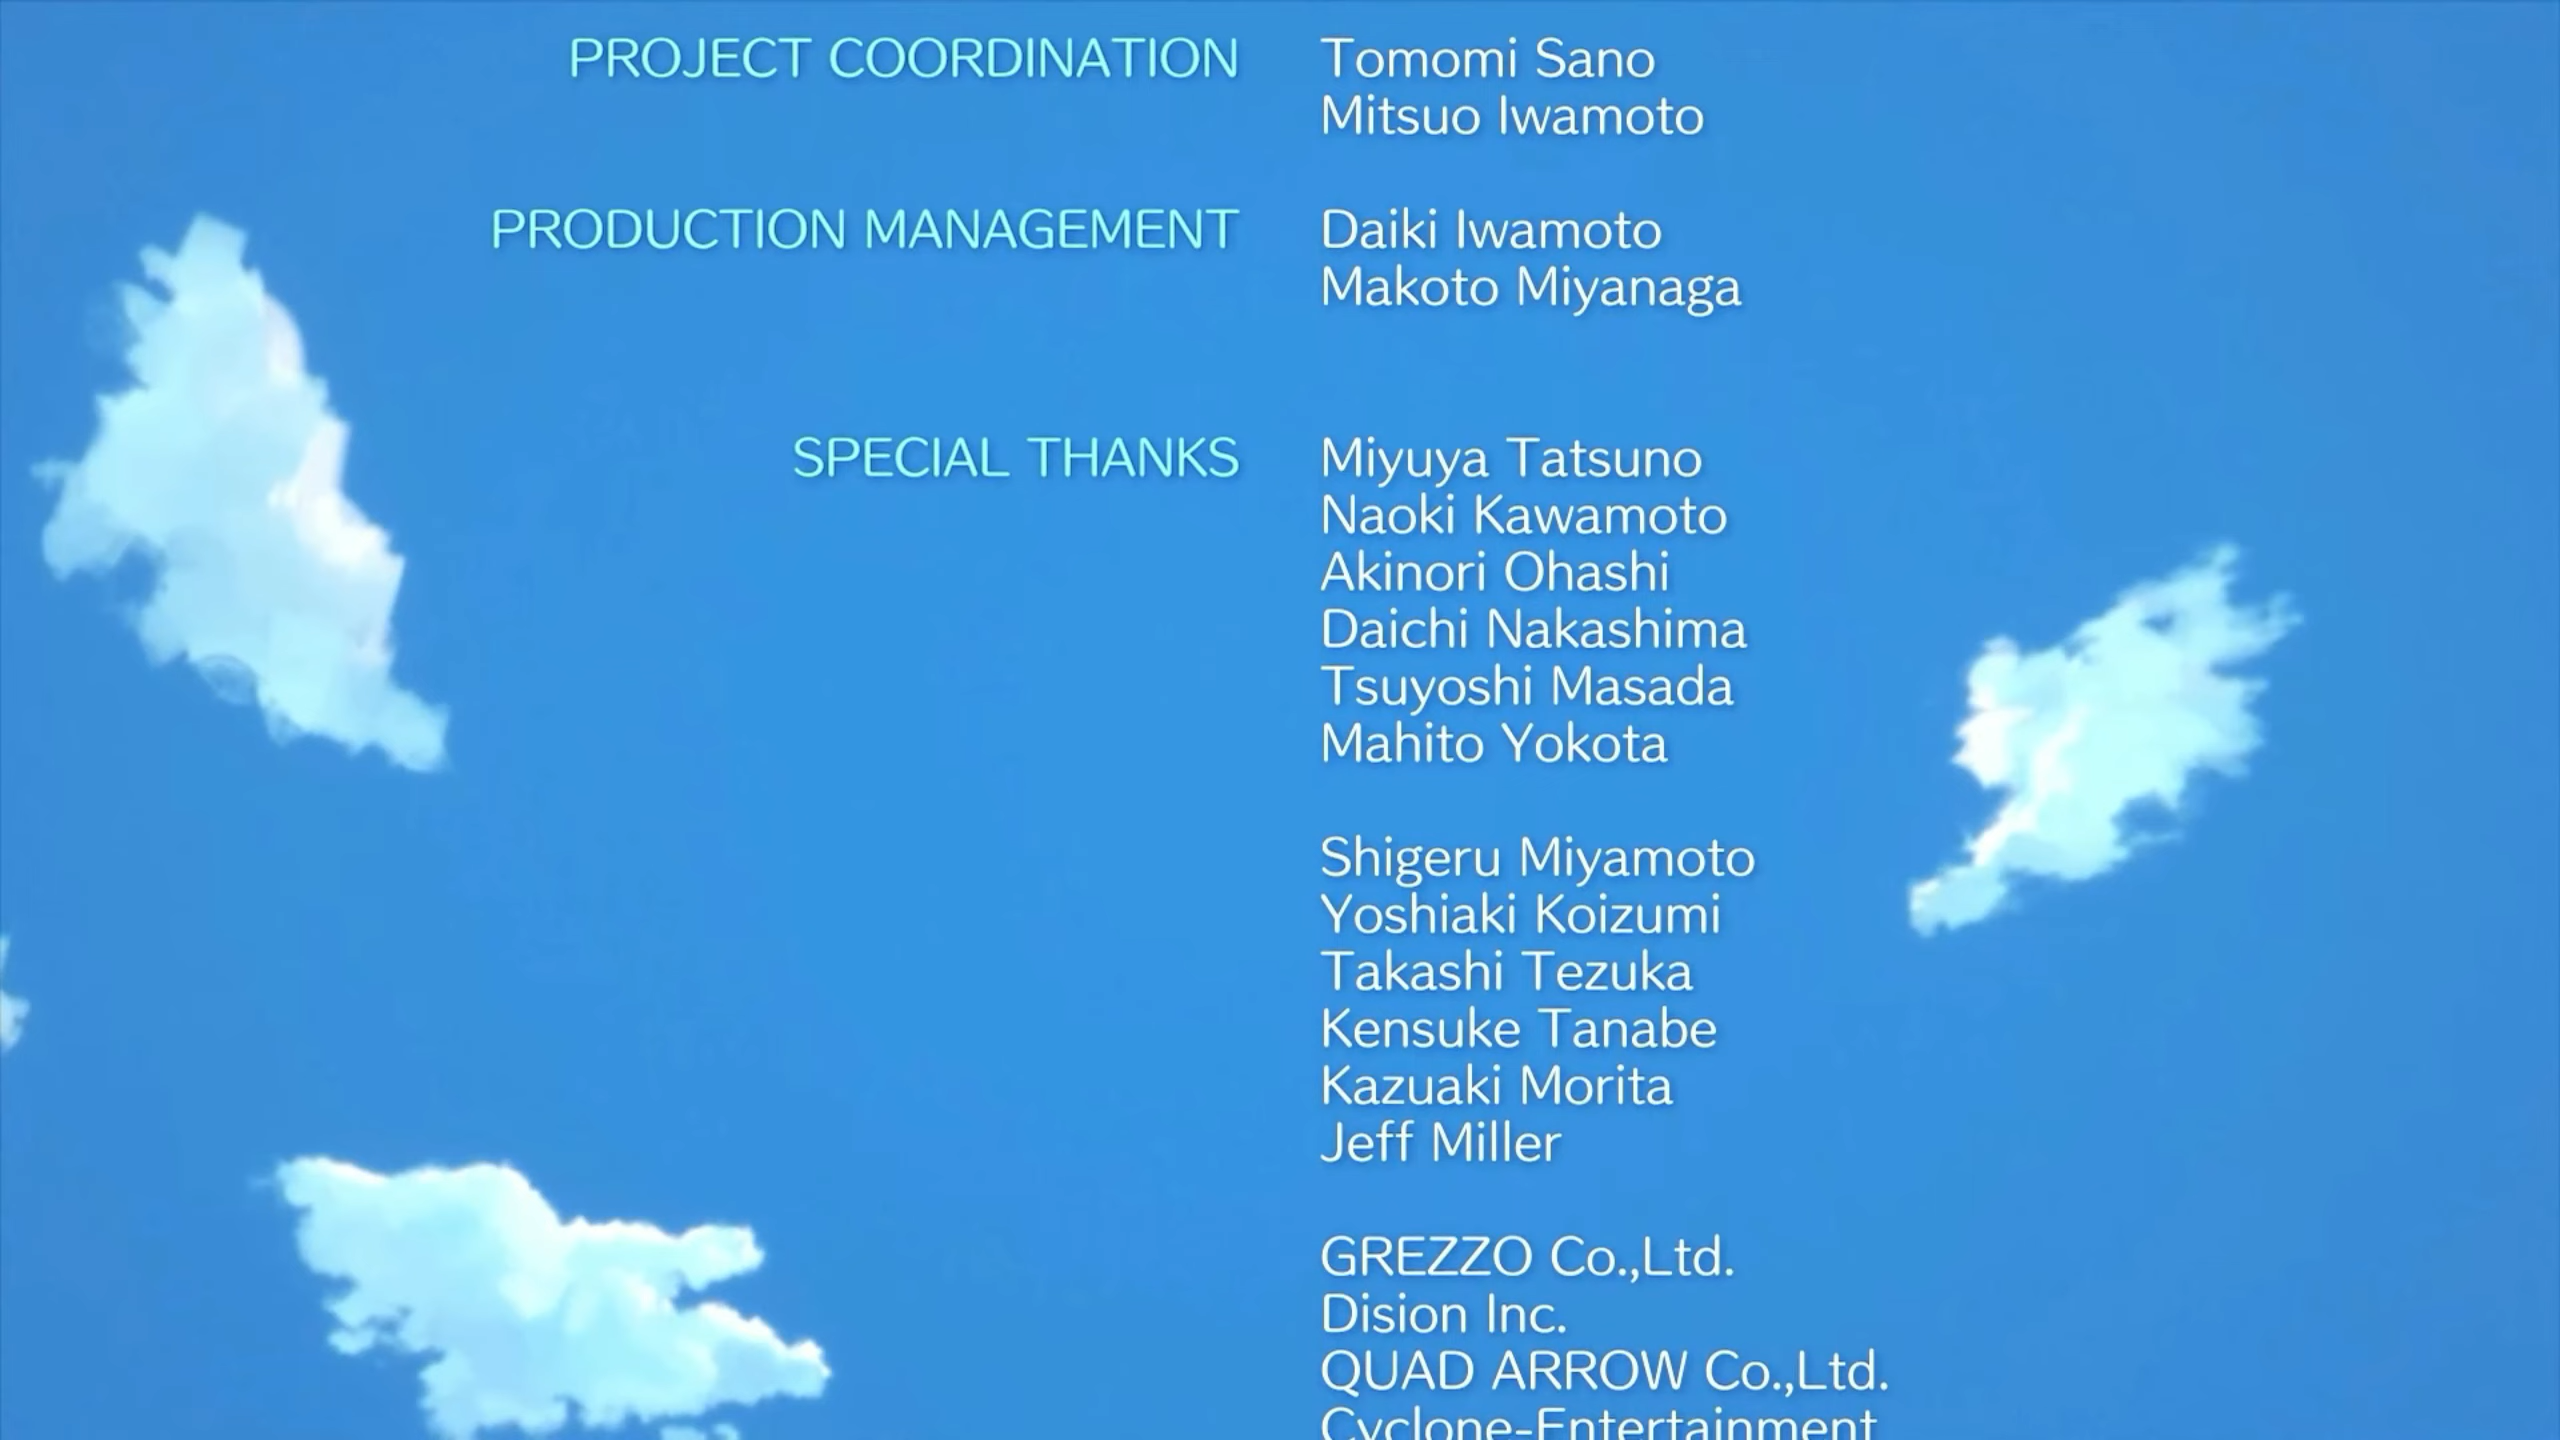 PROJECT COORDINATION Tomomi Sano
Mitsuo Iwamoto
PRODUCTION MANAGEMENT Daiki Iwamoto
Makoto Miyanaga
SPECIAL THANKS Miyuya Tatsuno
Naoki Kawamoto
Akinori Ohashi
Daichi Nakashima
Tsuyoshi Masada
Mahito Yokota
Shigeru Miyamoto
Yoshiaki Koizumi
Takashi Tezuka
Kensuke Tanabe
Kazuaki Morita
Jeff Miller
GREZZO Co.,Ltd.
Dision Inc.
QUAD ARROW Co.,Ltd.
Cyclone-Entertainment